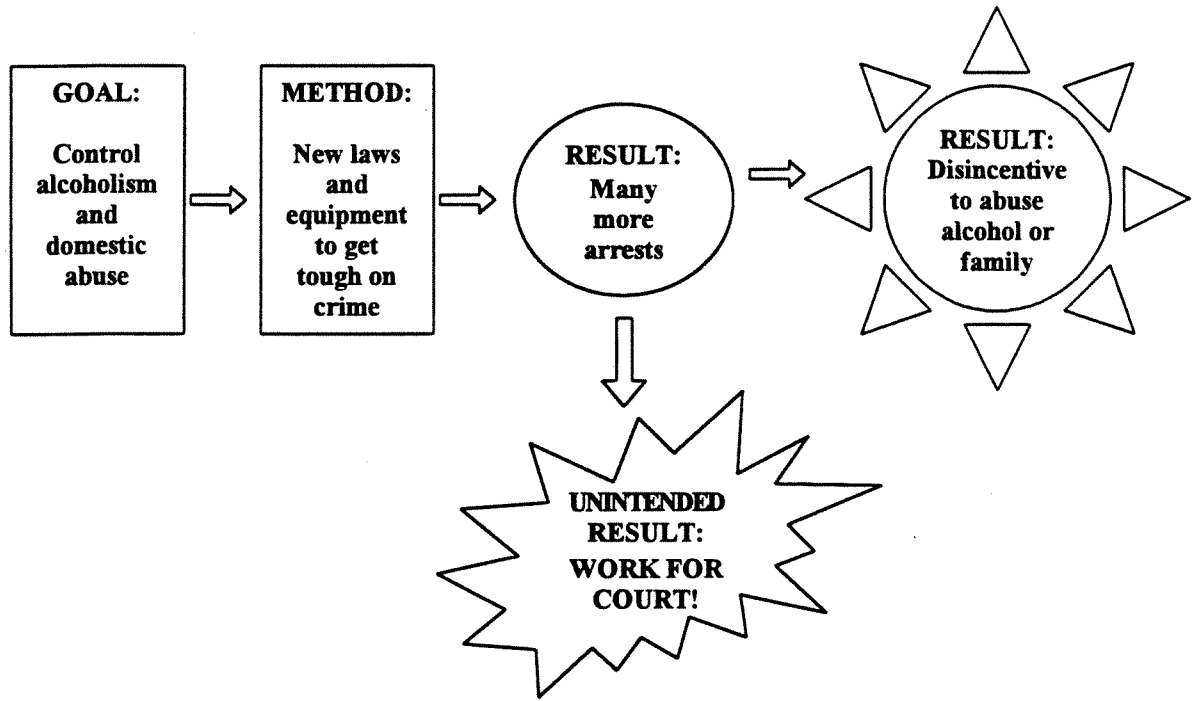 GOAL:
Control
alcoholism
and
domestic
abuse
METHOD:
New laws
and
equipment
to get
tough on
crime
RESULT:
Many
more
arrests
RESULT:
Disincentive
to abuse
alcohol or
family
UNINTENDED
RESULT:
WORK FOR
COURT!